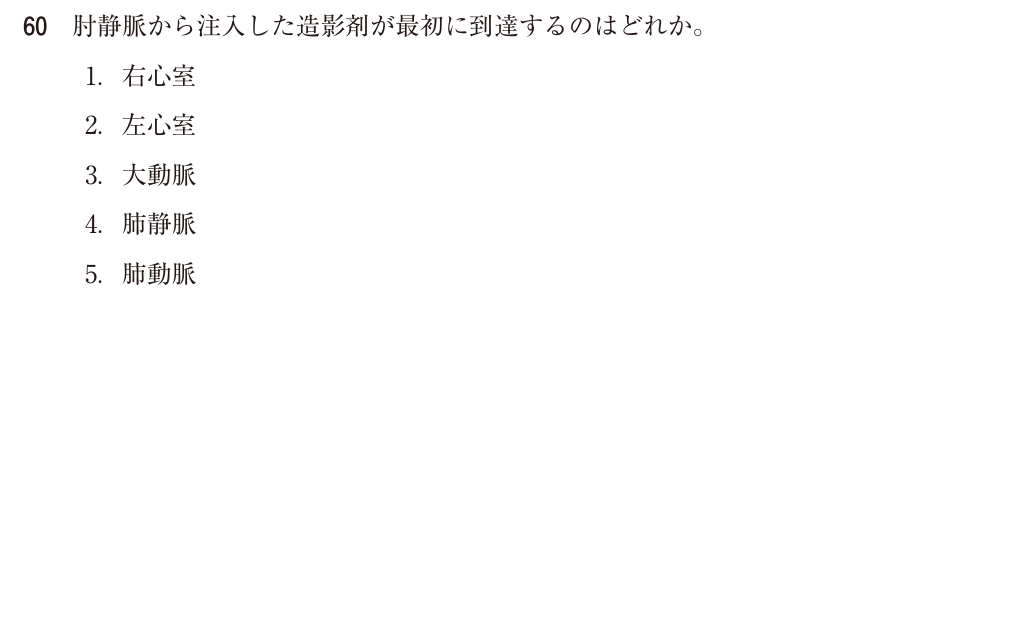 60 肘静脈から注入した造影剤が最初に到達するのはどれか。
1. 右心室
2. 左心室
3. 大動脈
4. 肺静脈
5. 肺動脈